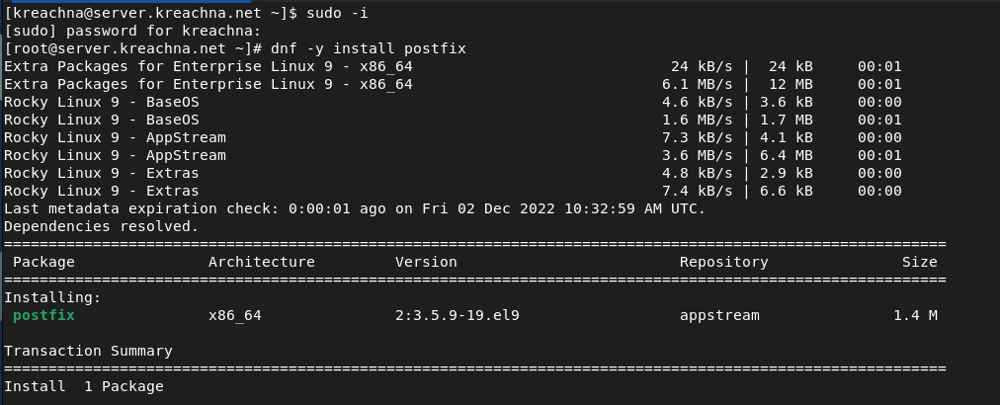 [kreachna@server.kreachna.net ~]$ sudo -i
[sudo] password for kreachna:
[root@server.kreachna.net ~]# dnf -y install postfix
Extra Packages for Enterprise Linux 9 - x86_64                             24 kB/s |  24 kB     00:01
Extra Packages for Enterprise Linux 9 - x86_64                            6.1 MB/s |  12 MB     00:01
Rocky Linux 9 - BaseOS                                                    4.6 kB/s | 3.6 kB     00:00
Rocky Linux 9 - BaseOS                                                    1.6 MB/s | 1.7 MB     00:01
Rocky Linux 9 - AppStream                                                 7.3 kB/s | 4.1 kB     00:00
Rocky Linux 9 - AppStream                                                 3.6 MB/s | 6.4 MB     00:01
Rocky Linux 9 - Extras                                                    4.8 kB/s | 2.9 kB     00:00
Rocky Linux 9 - Extras                                                    7.4 kB/s | 6.6 kB     00:00
Last metadata expiration check: 0:00:01 ago on Fri 02 Dec 2022 10:32:59 AM UTC.
Dependencies resolved.
==========================================================================================================
 Package               Architecture         Version                         Repository               Size
==========================================================================================================
Installing:
 postfix               x86_64               2:3.5.9-19.el9                  appstream               1.4 M

Transaction Summary
==========================================================================================================
Install  1 Package